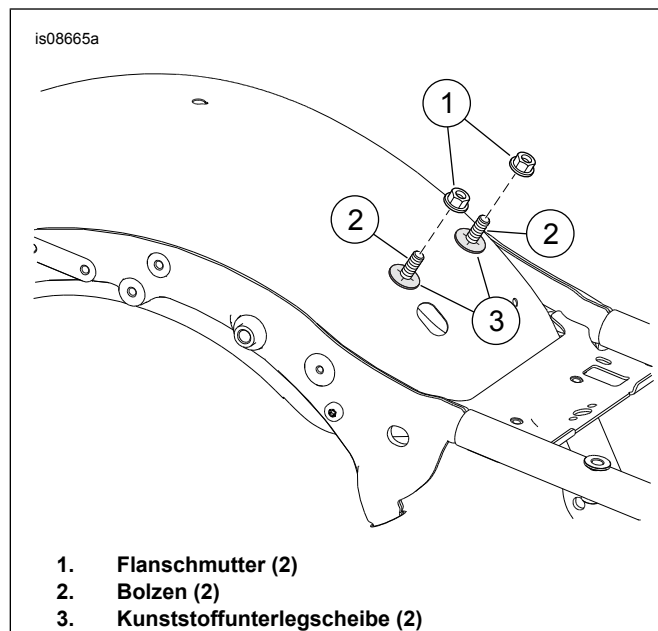 is08665a
1
2
2
3
1. Flanschmutter (2)
2. Bolzen (2)
3. Kunststoffunterlegscheibe (2)